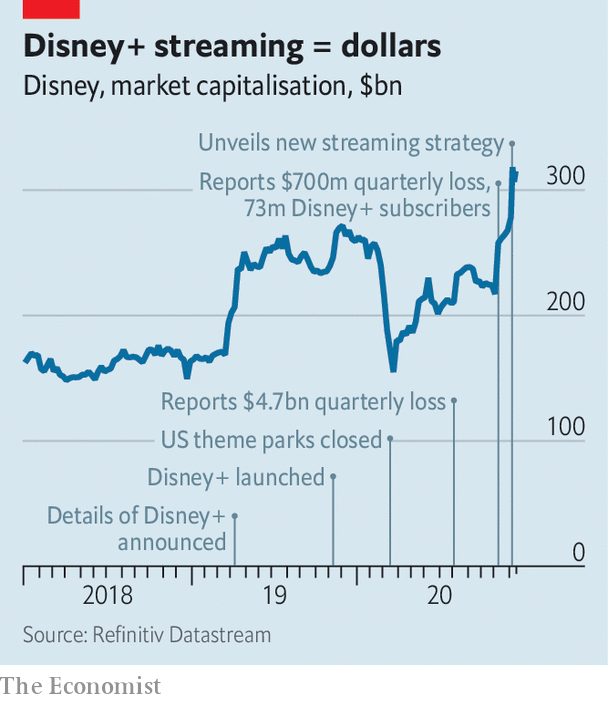 Disney+ streaming = dollars
Disney, market capitalisation, $bn
Unveils new streaming strategy
Reports $700m quarterly loss,
73m Disney+ subscribers
300
200
Reports $4.7bn quarterly loss
100
US theme parks closed
Disney+ launched
Details of Disney+
announced
0
2018 19 20
Source: Refinitiv Datastream
The Economist